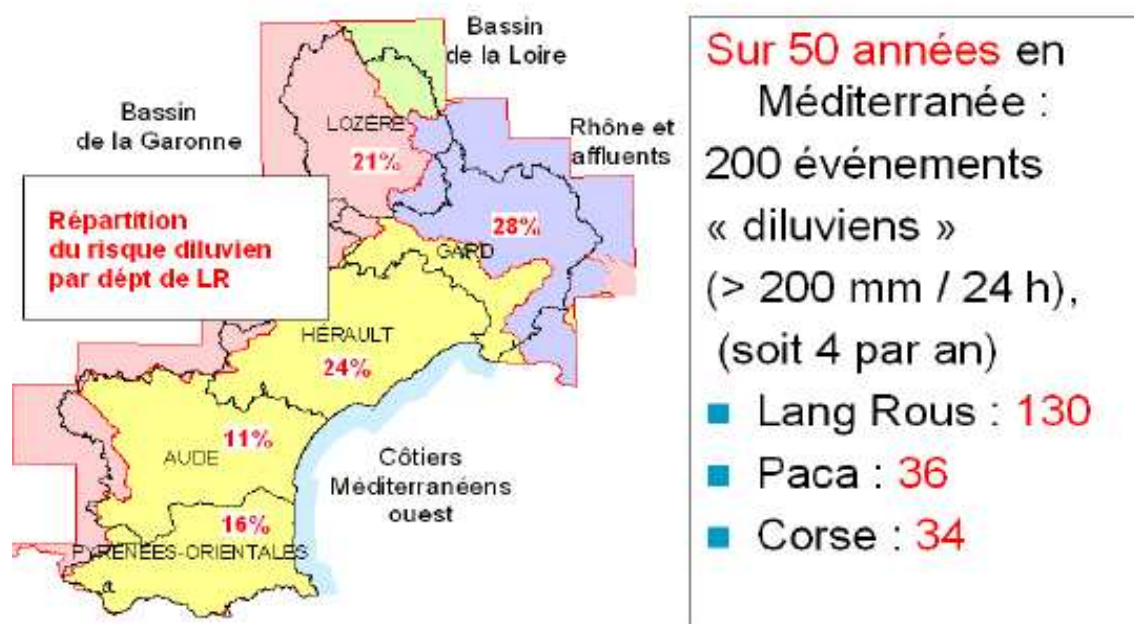 Bassin
de la Loire
Bassin
de la Garonne
LOZÈRE
21%
Rhône et
affluents
Répartition
du risque diluvien
par dépt de LR
28%
GARD
HÉRAULT
24%
11%
AUDE
Côtiers
Méditerranéens
ouest
16%
PYRÉNÉES-ORIENTALES
Sur 50 années en
Méditerranée :
200 événements
« diluviens »
(> 200 mm / 24 h),
(soit 4 par an)
Lang Rous : 130
Paca : 36
Corse : 34